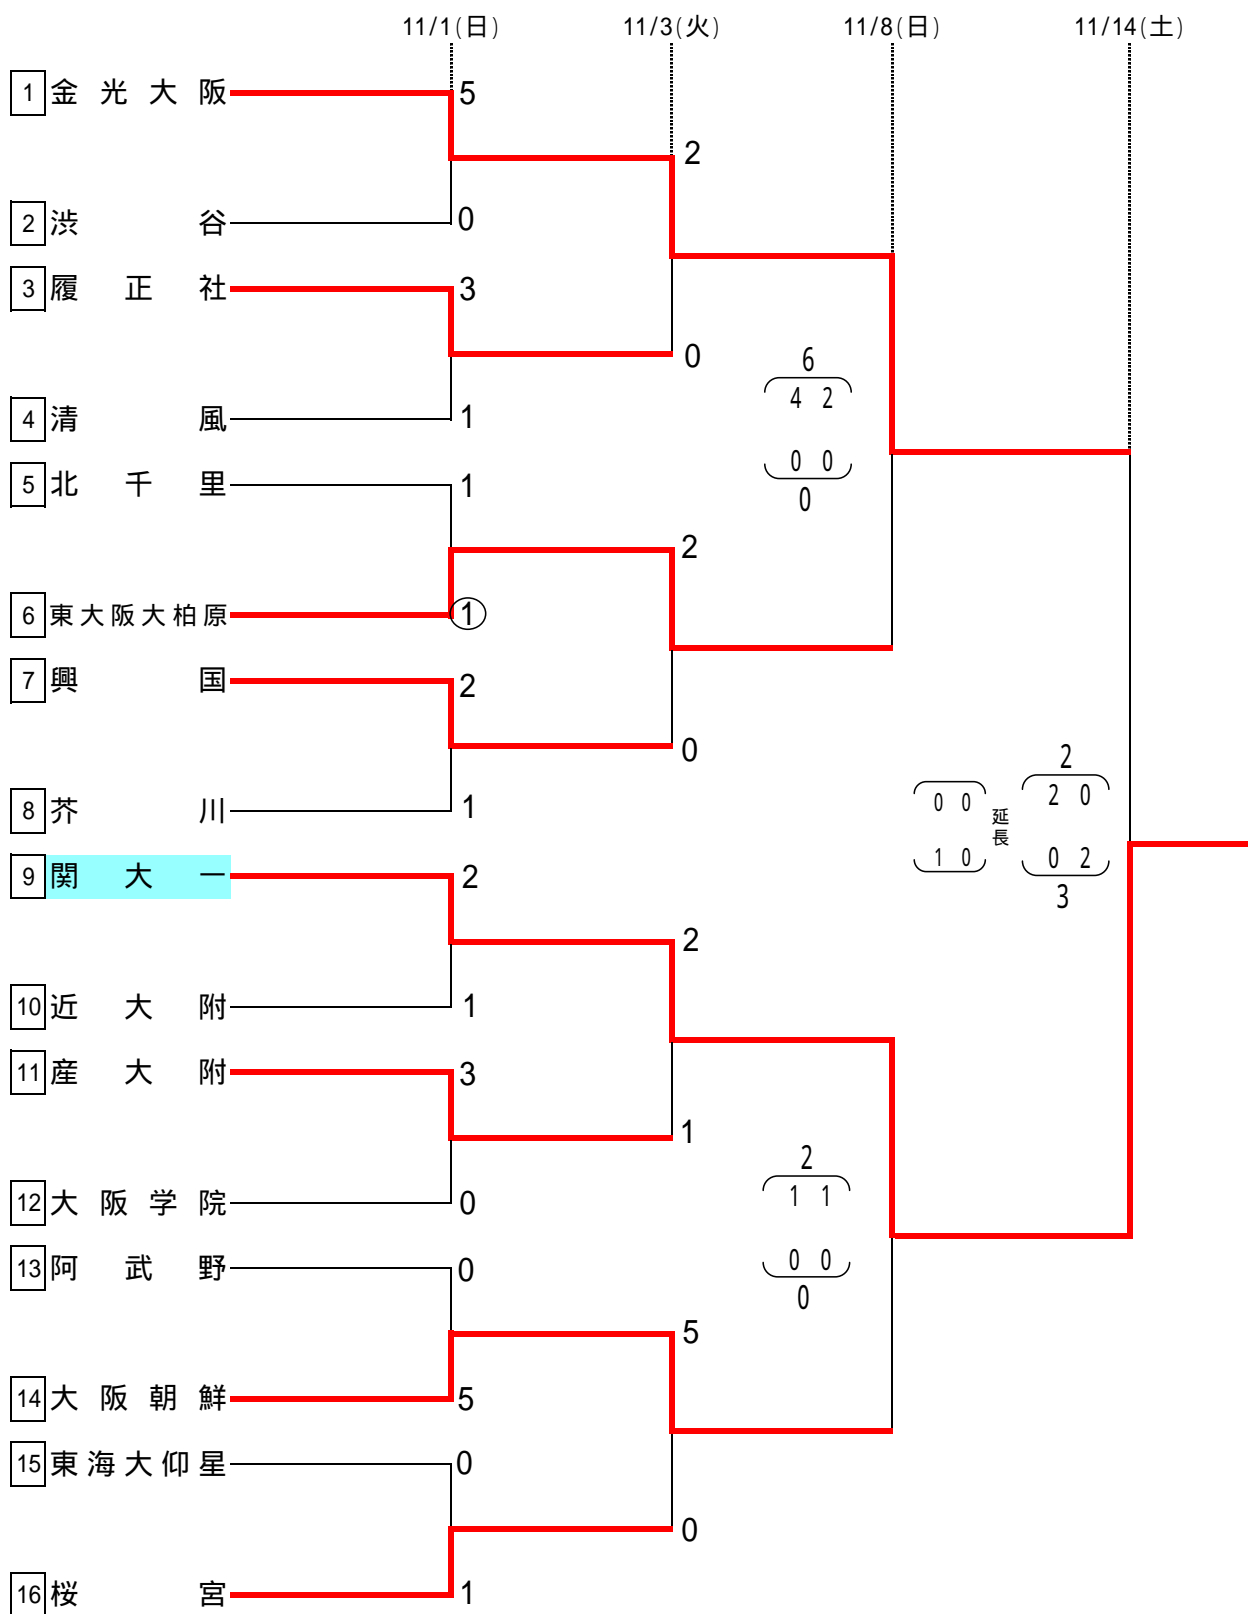 11/1(日) 11/3(火) 11/8(日) 11/14(土)
1 金光大阪 5
2
2 渋谷 0
3 履正社 3
0
6
4 2
4 清風 1
0 0
5 北千里 1
0
2
6 東大阪大柏原 1
7 興国 2
0
2
2 0
0 0
延長
8 芥川 1
1 0
0 2
9 関大一 2
3
2
10 近大附 1
11 産大附 3
1
2
1 1
12 大阪学院 0
0 0
13 阿武野 0
0
5
14 大阪朝鮮 5
15 東海大仰星 0
0
16 桜宮 1